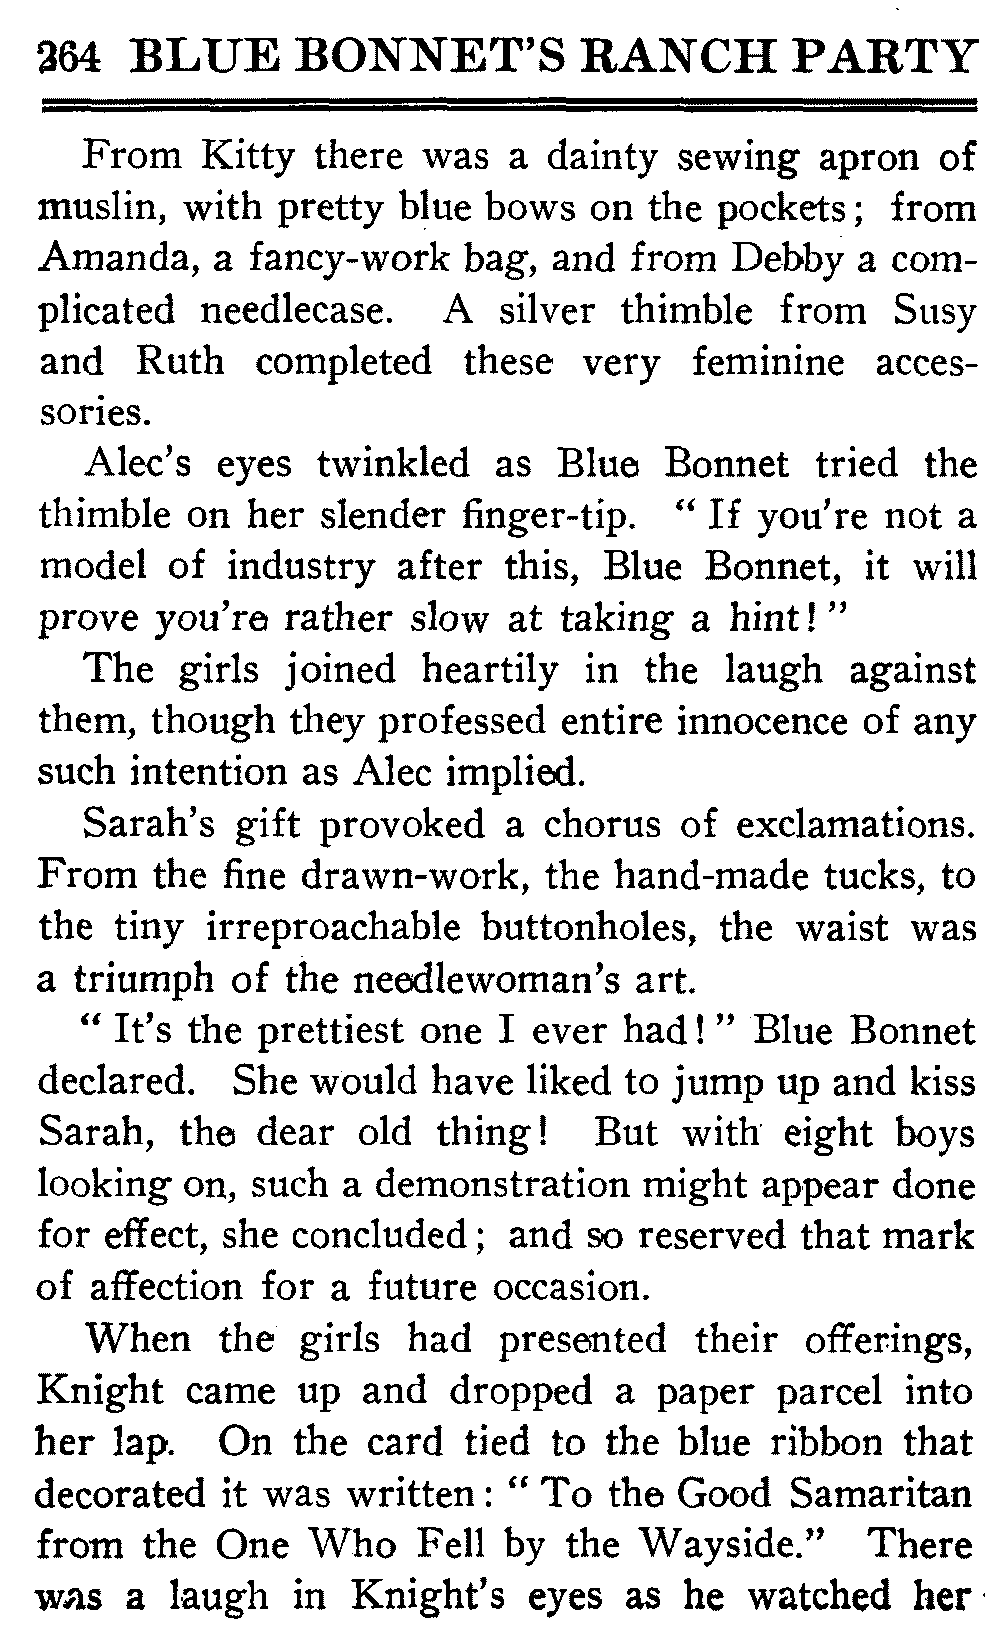 264 BLUE BONNET'S RANCH PARTY
From Kitty there was a dainty sewing apron of
muslin, with pretty blue bows on the pockets; from
Amanda, a fancy-work bag, and from Debby a com-
plicated needlecase. A silver thimble from Susy
and Ruth completed these very feminine acces-
sories.
Alec's eyes twinkled as Blue Bonnet tried the
thimble on her slender finger-tip. “ If you're not a
model of industry after this, Blue Bonnet, it will
prove you're rather slow at taking a hint! ”
The girls joined heartily in the laugh against
them, though they professed entire innocence of any
such intention as Alec implied.
Sarah's gift provoked a chorus of exclamations.
From the fine drawn-work, the hand-made tucks, to
the tiny irreproachable buttonholes, the waist was
a triumph of the needlewoman's art.
“ It's the prettiest one I ever had! ” Blue Bonnet
declared. She would have liked to jump up and kiss
Sarah, the dear old thing! But with eight boys
looking on, such a demonstration might appear done
for effect, she concluded; and so reserved that mark
of affection for a future occasion.
When the girls had presented their offerings,
Knight came up and dropped a paper parcel into
her lap. On the card tied to the blue ribbon that
decorated it was written: “ To the Good Samaritan
from the One Who Fell by the Wayside.” There
was a laugh in Knight's eyes as he watched her